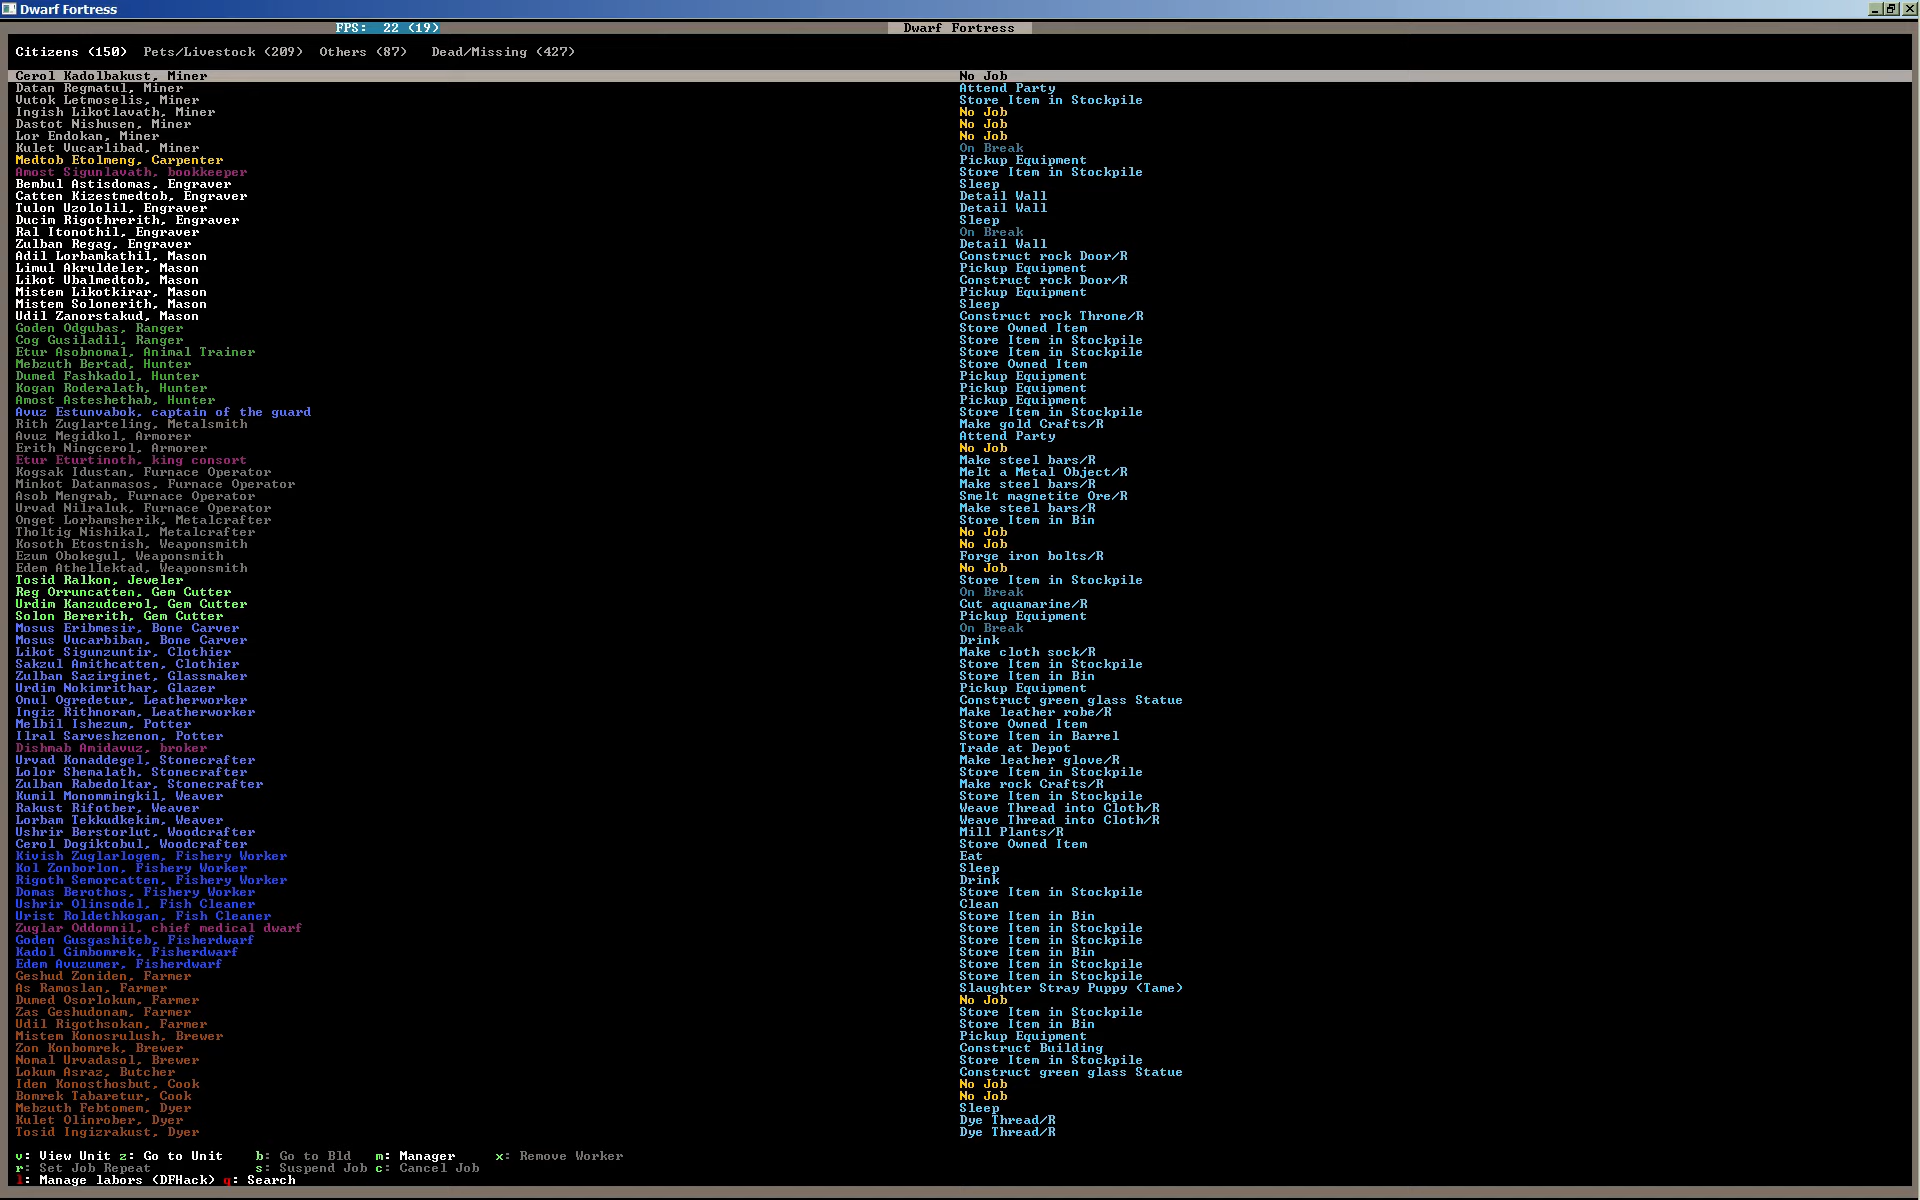 Dwarf Fortress
FPS: 22 (19) Dwarf Fortress
Citizens (150) Pets/Livestock (209) Others (87) Dead/Missing (427)
Cerol Kadolbakust, Miner No Job
Datan Regmatul, Miner Attend Party
Vutok Letmoselis, Miner Store Item in Stockpile
Ingish Likotlavath, Miner No Job
Dastot Nishusen, Miner No Job
Lor Endokan, Miner No Job
Kulet Vucarlibad, Miner On Break
Medtob Etolmeng, Carpenter Pickup Equipment
Amost Sigunlavath, bookkeeper Store Item in Stockpile
Bembul Astisdomas, Engraver Sleep
Catten Kizestmedtob, Engraver Detail Wall
Tulon Uzololil, Engraver Detail Wall
Ducim Rigothrerith, Engraver Sleep
Ral Itonothil, Engraver On Break
Zulban Regag, Engraver Detail Wall
Adil Lorbamkathil, Mason Construct rock Door/R
Limul Akruldeler, Mason Pickup Equipment
Likot Ubalmedtob, Mason Construct rock Door/R
Mistem Likotkirar, Mason Pickup Equipment
Mistem Solonerith, Mason Sleep
Udil Zanorstakud, Mason Construct rock Throne/R
Goden Odgubas, Ranger Store Owned Item
Cog Gusiladil, Ranger Store Item in Stockpile
Etur Asobnomal, Animal Trainer Store Item in Stockpile
Mebzuth Bertad, Hunter Store Owned Item
Dumed Fashkadol, Hunter Pickup Equipment
Kogan Roderalath, Hunter Pickup Equipment
Amost Asteshethab, Hunter Pickup Equipment
Avuz Estunvabok, captain of the guard Store Item in Stockpile
Rith Zuglarteling, Metalsmith Make gold Crafts/R
Avuz Megidkol, Armorer Attend Party
Erith Ningcerol, Armorer No Job
Etur Eturtinoth, king consort Make steel bars/R
Kogsak Idustan, Furnace Operator Melt a Metal Object/R
Minkot Datanmasos, Furnace Operator Make steel bars/R
Asob Mengrab, Furnace Operator Smelt magnetite Ore/R
Urvad Nilraluk, Furnace Operator Make steel bars/R
Onget Lorbamsherik, Metalcrafter Store Item in Bin
Tholtig Nishikal, Metalcrafter No Job
Kosoth Etostnish, Weaponsmith No Job
Ezum Obokegul, Weaponsmith Forge iron bolts/R
Edem Athellektad, Weaponsmith No Job
Tosid Ralkon, Jeweler Store Item in Stockpile
Reg Orruncatten, Gem Cutter On Break
Urdim Kanzudcerol, Gem Cutter Cut aquamarine/R
Solon Bererith, Gem Cutter Pickup Equipment
Mosus Eribmesir, Bone Carver On Break
Mosus Vucarbiban, Bone Carver Drink
Likot Sigunzuntir, Clothier Make cloth sock/R
Sakzul Amithcatten, Clothier Store Item in Stockpile
Zulban Sazirginet, Glassmaker Store Item in Bin
Urdim Nokimrithar, Glazer Pickup Equipment
Onul Ogredetur, Leatherworker Construct green glass Statue
Ingiz Rithnoram, Leatherworker Make leather robe/R
Melbil Ishezum, Potter Store Owned Item
Ilral Sarveshzenon, Potter Store Item in Barrel
Dishmab Amidavuz, broker Trade at Depot
Urvad Konaddegel, Stonecrafter Make leather glove/R
Lolor Shemalath, Stonecrafter Store Item in Stockpile
Zulban Rabedoltar, Stonecrafter Make rock Crafts/R
Kumil Monommingkil, Weaver Store Item in Stockpile
Rakust Rifotber, Weaver Weave Thread into Cloth/R
Lorbam Tekkudkekim, Weaver Weave Thread into Cloth/R
Ushrir Berstorlut, Woodcrafter Mill Plants/R
Cerol Dogiktobul, Woodcrafter Store Owned Item
Kivish Zuglarlogem, Fishery Worker Eat
Kol Zonborlon, Fishery Worker Sleep
Rigoth Semorcatten, Fishery Worker Drink
Domas Berothos, Fishery Worker Store Item in Stockpile
Ushrir Olinsodel, Fish Cleaner Clean
Urist Roldethkogan, Fish Cleaner Store Item in Bin
Zuglar Oddomnil, chief medical dwarf Store Item in Stockpile
Goden Gusgashiteb, Fisherdwarf Store Item in Stockpile
Kadol Gimbomrek, Fisherdwarf Store Item in Bin
Edem Avuzumer, Fisherdwarf Store Item in Stockpile
Geshud Zoniden, Farmer Store Item in Stockpile
As Ramoslan, Farmer Slaughter Stray Puppy (Tame)
Dumed Osorlokum, Farmer No Job
Zas Geshudonam, Farmer Store Item in Stockpile
Udil Rigothsokan, Farmer Store Item in Bin
Mistem Konosrulush, Brewer Pickup Equipment
Zon Konbomrek, Brewer Construct Building
Nomal Urvadasol, Brewer Store Item in Stockpile
Lokum Asraz, Butcher Construct green glass Statue
Iden Konosthosbut, Cook No Job
Bomrek Tabaretur, Cook No Job
Mebzuth Febtomem, Dyer Sleep
Kulet Olinrober, Dyer Dye Thread/R
Tosid Ingizrakust, Dyer Dye Thread/R
v: View Unit z: Go to Unit b: Go to Bld m: Manager x: Remove Worker
r: Set Job Repeat s: Suspend Job c: Cancel Job
l: Manage labors (DFHack) q: Search